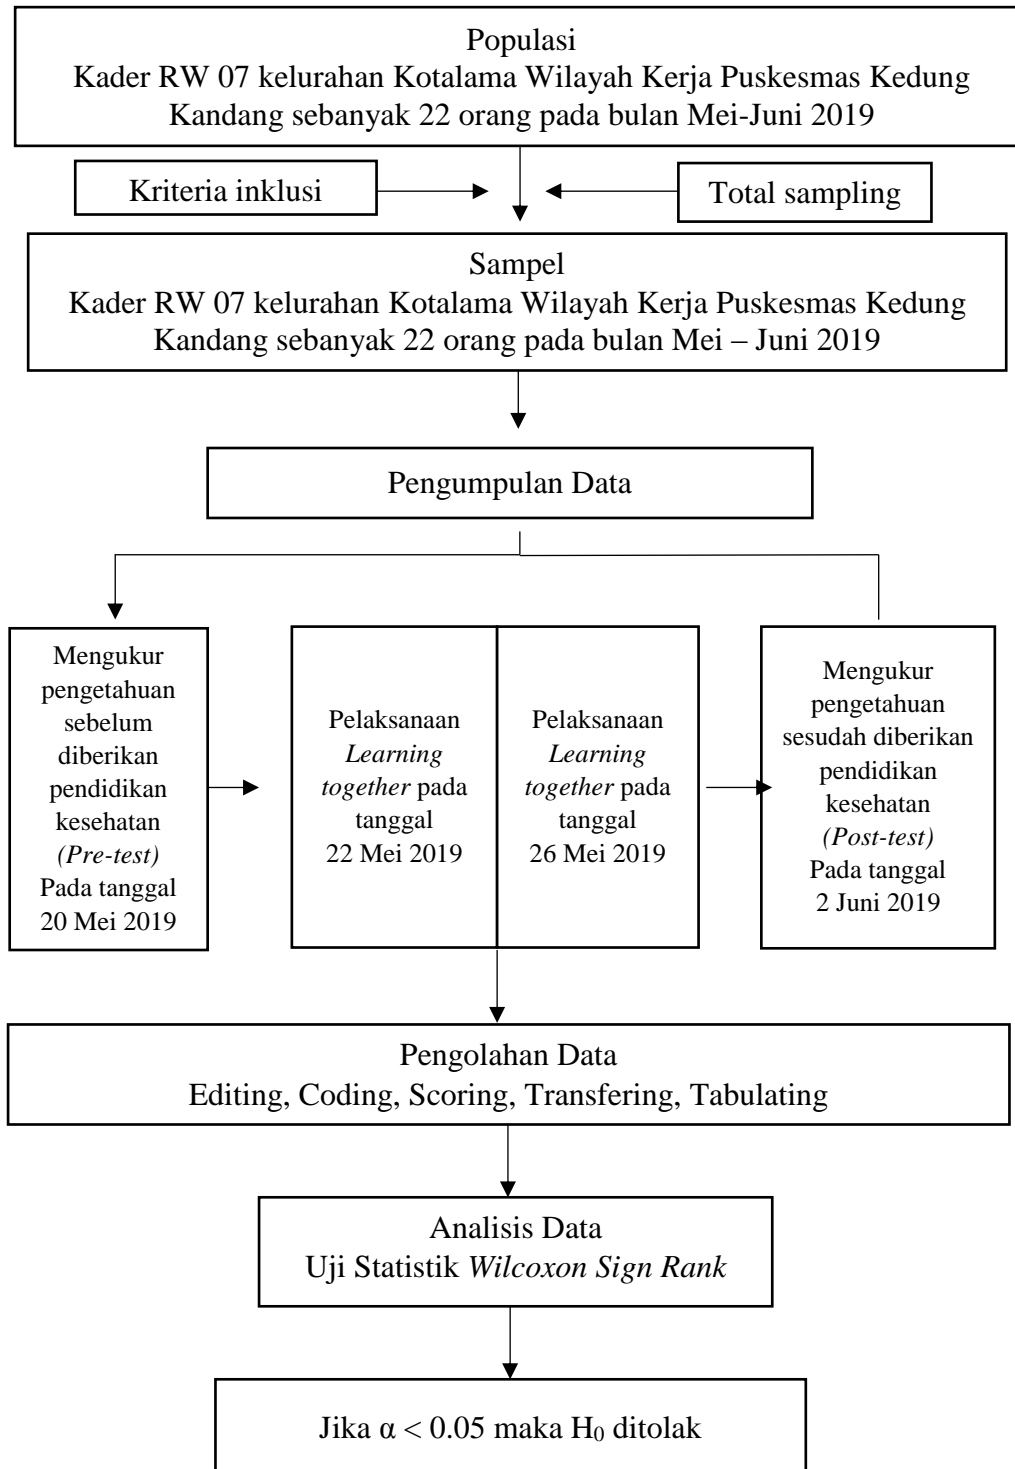 Populasi
Kader RW 07 kelurahan Kotalama Wilayah Kerja Puskesmas Kedung
Kandang sebanyak 22 orang pada bulan Mei-Juni 2019
Kriteria inklusi
Total sampling
Sampel
Kader RW 07 kelurahan Kotalama Wilayah Kerja Puskesmas Kedung
Kandang sebanyak 22 orang pada bulan Mei – Juni 2019
Pengumpulan Data
Mengukur
pengetahuan
sebelum
diberikan
pendidikan
kesehatan
(Pre-test)
Pada tanggal
20 Mei 2019
Pelaksanaan
Learning
together pada
tanggal
22 Mei 2019
Pelaksanaan
Learning
together pada
tanggal
26 Mei 2019
Mengukur
pengetahuan
sesudah diberikan
pendidikan
kesehatan
(Post-test)
Pada tanggal
2 Juni 2019
Pengolahan Data
Editing, Coding, Scoring, Transfering, Tabulating
Analisis Data
Uji Statistik Wilcoxon Sign Rank
Jika α < 0.05 maka H₀ ditolak